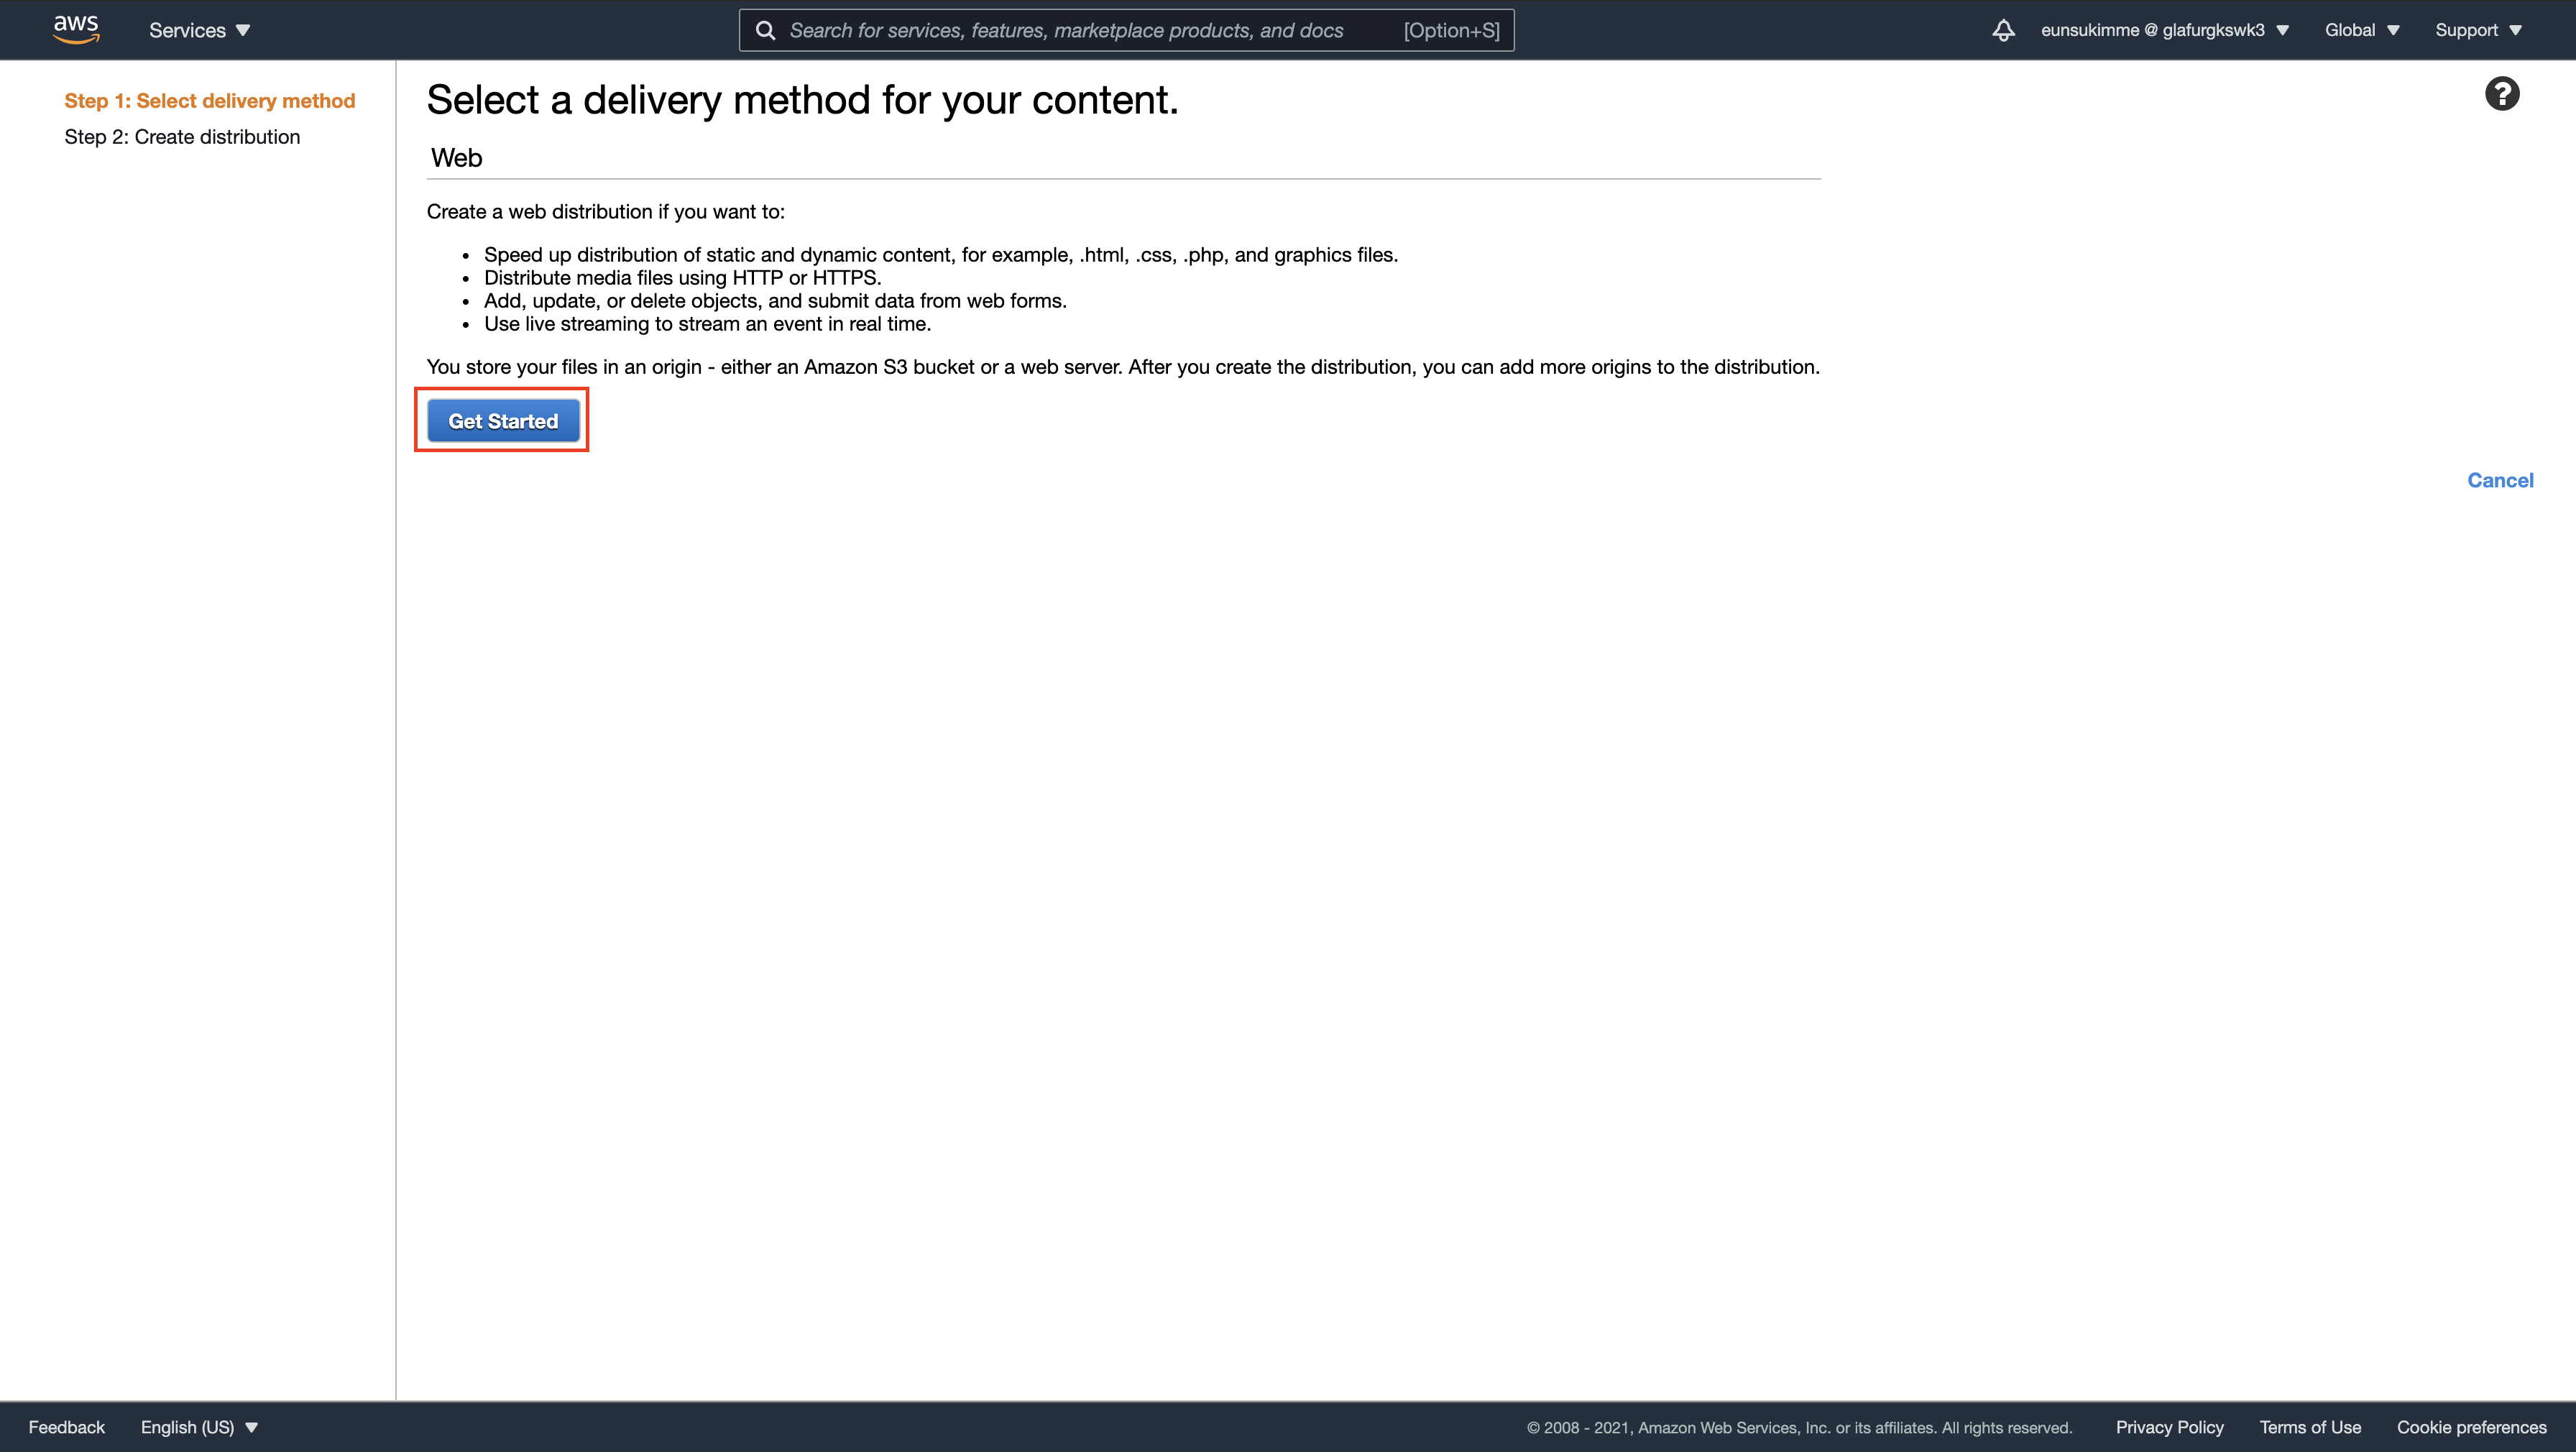 aws Services Search for services, features, marketplace products, and docs [Option+S] eunsukimme @ glafurgkswk3 Global Support
Step 1: Select delivery method
Step 2: Create distribution
Select a delivery method for your content.
?
Web
Create a web distribution if you want to:
• Speed up distribution of static and dynamic content, for example, .html, .css, .php, and graphics files.
• Distribute media files using HTTP or HTTPS.
• Add, update, or delete objects, and submit data from web forms.
• Use live streaming to stream an event in real time.
You store your files in an origin - either an Amazon S3 bucket or a web server. After you create the distribution, you can add more origins to the distribution.
Get Started
Cancel
Feedback English (US) © 2008 - 2021, Amazon Web Services, Inc. or its affiliates. All rights reserved. Privacy Policy Terms of Use Cookie preferences